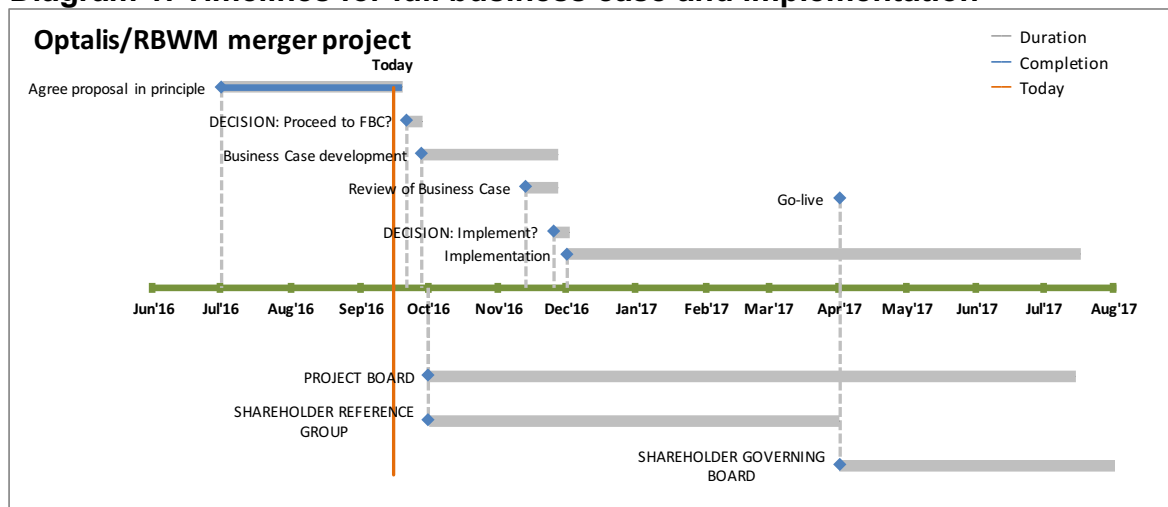 Diagram 1: Timelines for full business case and implementation
Optalis/RBWM merger project
Duration
Completion
Today
Today
Agree proposal in principle
DECISION: Proceed to FBC?
Business Case development
Review of Business Case
Go-live
DECISION: Implement?
Implementation
Jun'16 Jul'16 Aug'16 Sep'16 Oct'16 Nov'16 Dec'16 Jan'17 Feb'17 Mar'17 Apr'17 May'17 Jun'17 Jul'17 Aug'17
PROJECT BOARD
SHAREHOLDER REFERENCE
GROUP
SHAREHOLDER GOVERNING
BOARD